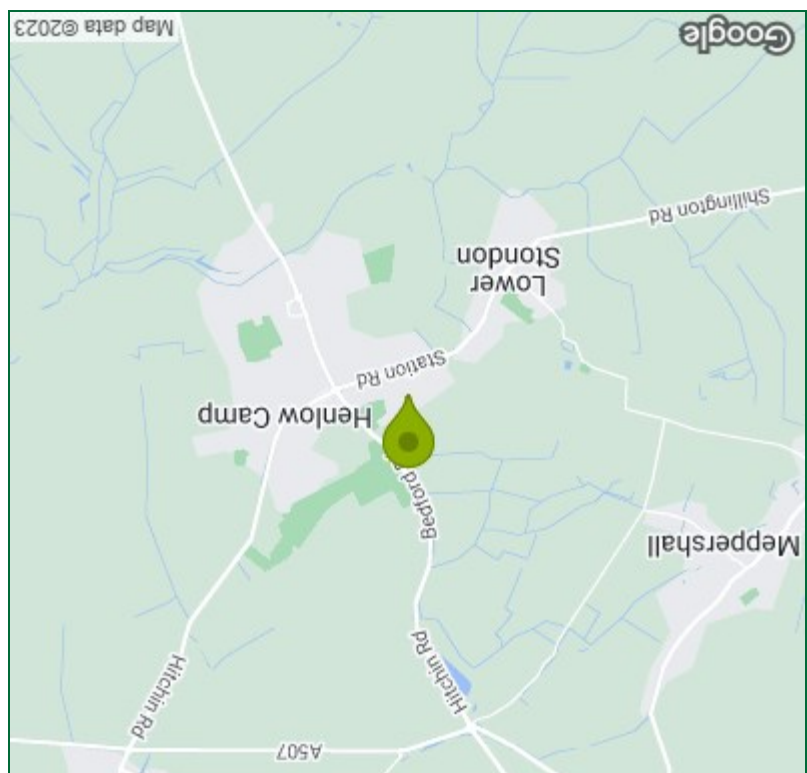 A507
Hitchin Rd
Hitchin Rd
Meppershall
Bedford
Henlow Camp
Station Rd
Lower
Stondon
Shillington Rd
Google
Map data ©2023